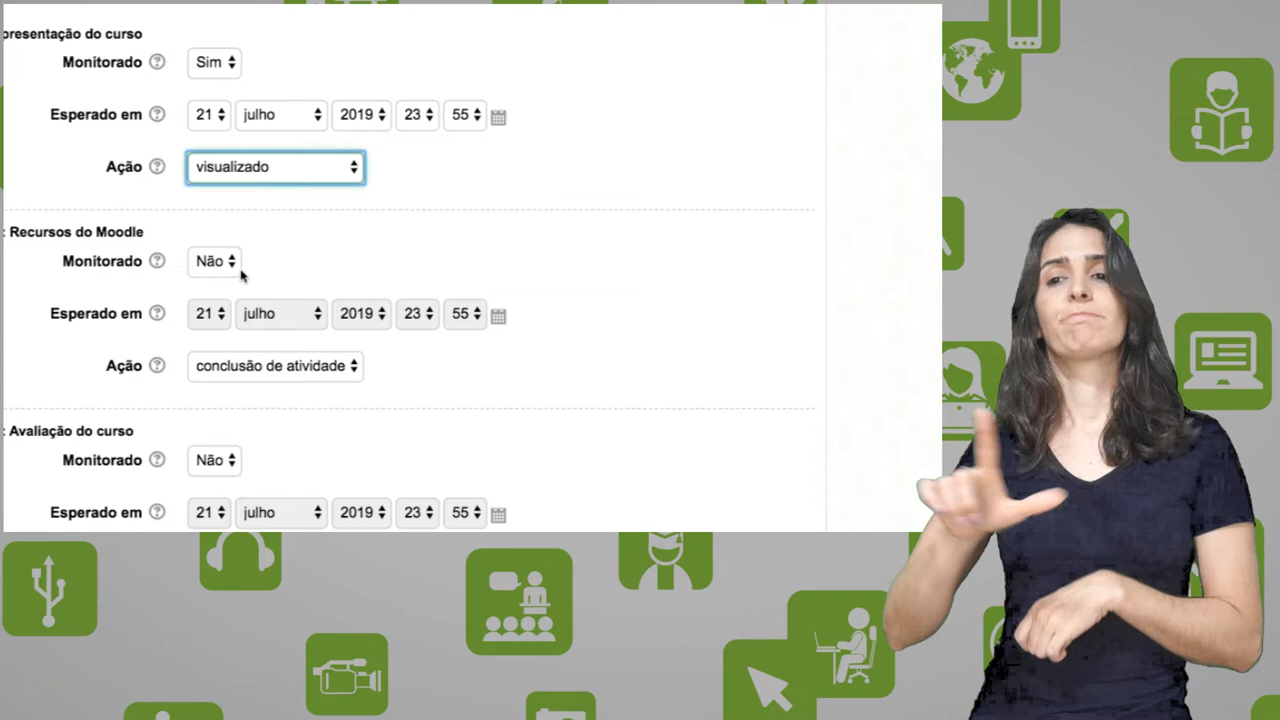 presentação do curso
Monitorado Sim
Esperado em 21 julho 2019 23 55
Ação visualizado
: Recursos do Moodle
Monitorado Não
Esperado em 21 julho 2019 23 55
Ação conclusão de atividade
: Avaliação do curso
Monitorado Não
Esperado em 21 julho 2019 23 55